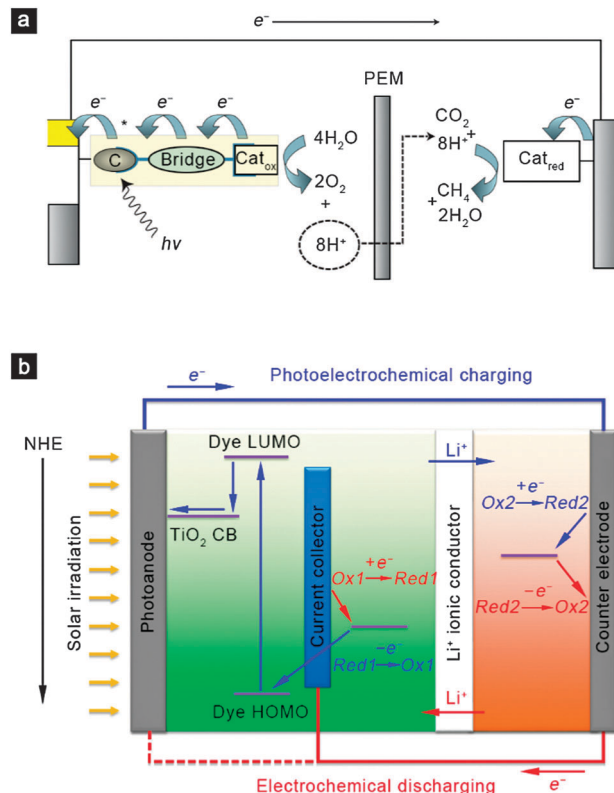 a
e⁻
PEM
e⁻ * e⁻ e⁻
C Bridge Cat_ox
hv
4H₂O
2O₂
+
8H⁺
CO₂
8H⁺+
CH₄
+
2H₂O
e⁻
Cat_red
b
e⁻ Photoelectrochemical charging
NHE
Solar irradiation
Photoanode
Dye LUMO
TiO₂ CB
Dye HOMO
Current collector
+e⁻
Ox1→Red1
−e⁻
Red1→Ox1
Li⁺ ionic conductor
Li⁺
Li⁺
+e⁻
Ox2→Red2
−e⁻
Red2→Ox2
Counter electrode
Electrochemical discharging e⁻